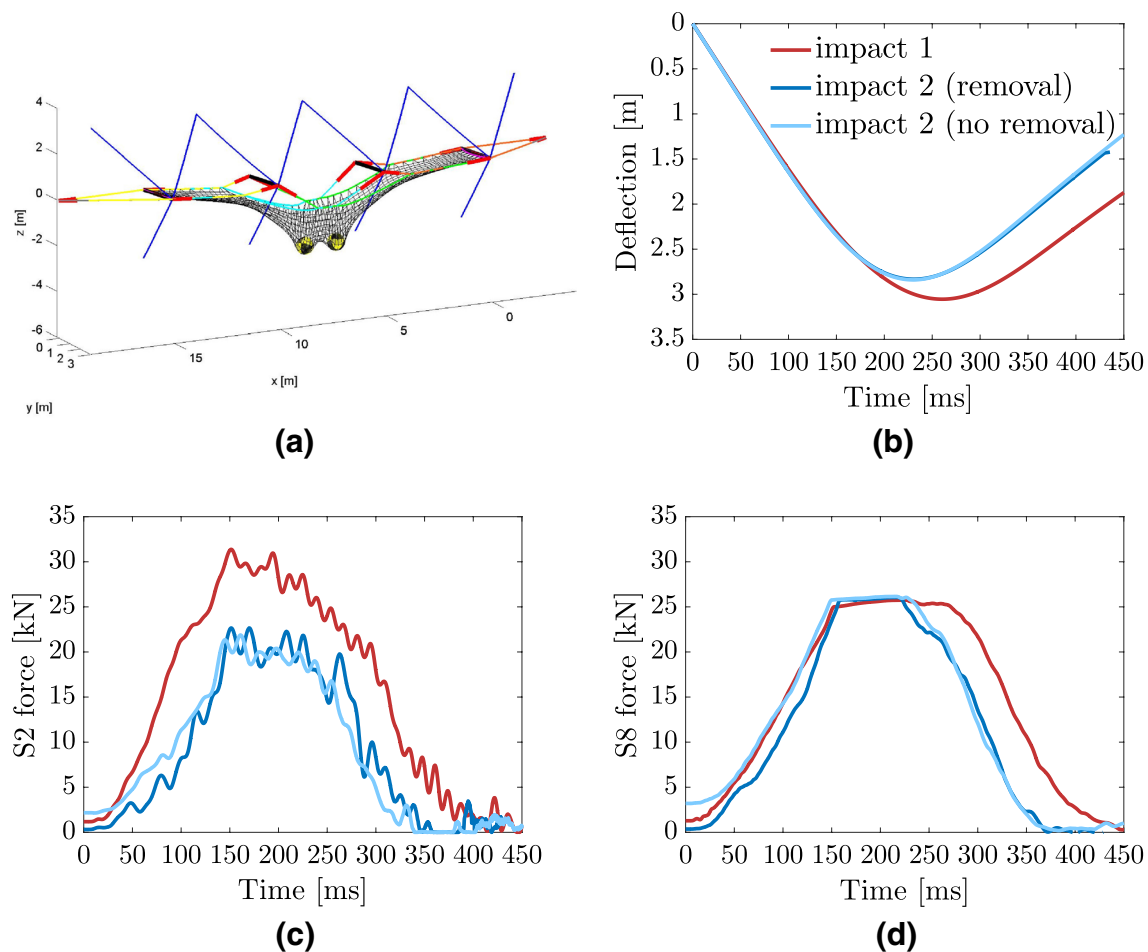 4
2
0
-2
-4
-6
z [m]
0
1
2
3
y [m]
15
10
5
0
x [m]
(a)
0
0.5
1
1.5
2
2.5
3
3.5
Deflection [m]
impact 1
impact 2 (removal)
impact 2 (no removal)
0 50 100 150 200 250 300 350 400 450
Time [ms]
(b)
35
30
25
20
15
10
5
0
S2 force [kN]
0 50 100 150 200 250 300 350 400 450
Time [ms]
(c)
35
30
25
20
15
10
5
0
S8 force [kN]
0 50 100 150 200 250 300 350 400 450
Time [ms]
(d)